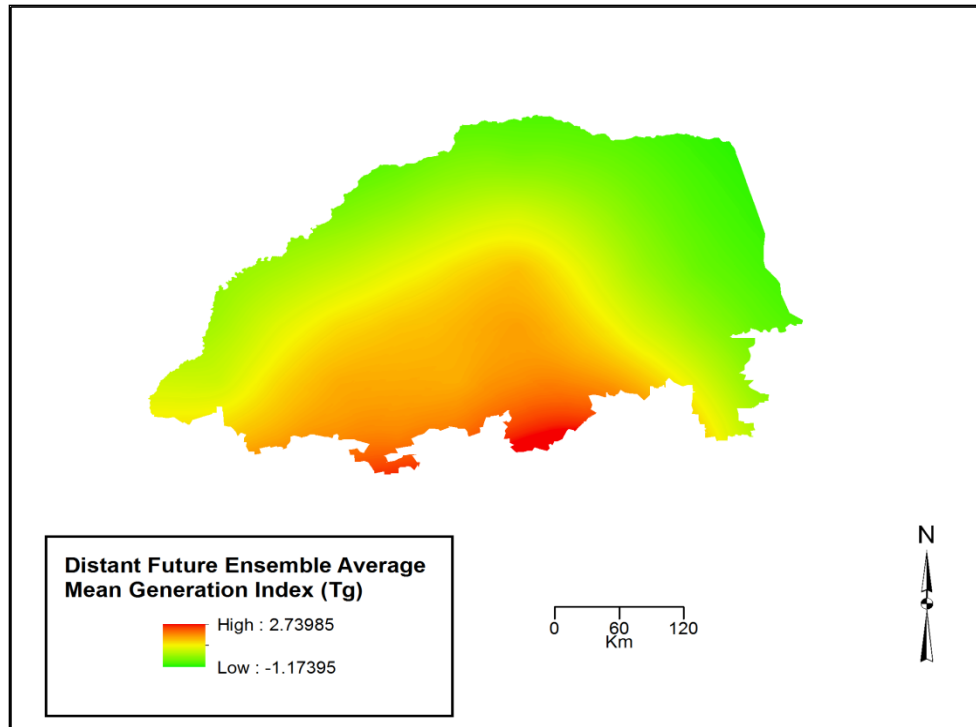 Distant Future Ensemble Average
Mean Generation Index (Tg)
High : 2.73985
Low : -1.17395
0 60 120
Km
N